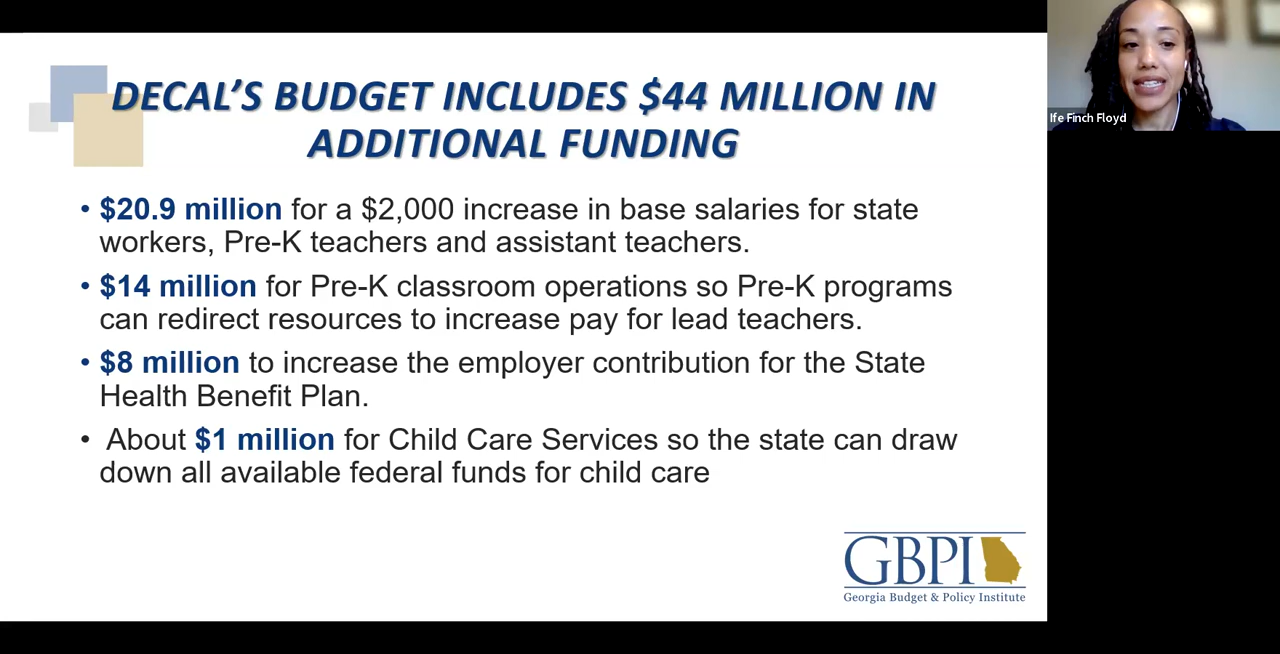 DECAL'S BUDGET INCLUDES $44 MILLION IN
ADDITIONAL FUNDING
• $20.9 million for a $2,000 increase in base salaries for state
workers, Pre-K teachers and assistant teachers.
• $14 million for Pre-K classroom operations so Pre-K programs
can redirect resources to increase pay for lead teachers.
• $8 million to increase the employer contribution for the State
Health Benefit Plan.
• About $1 million for Child Care Services so the state can draw
down all available federal funds for child care
GBPI
Georgia Budget & Policy Institute
Ife Finch Floyd